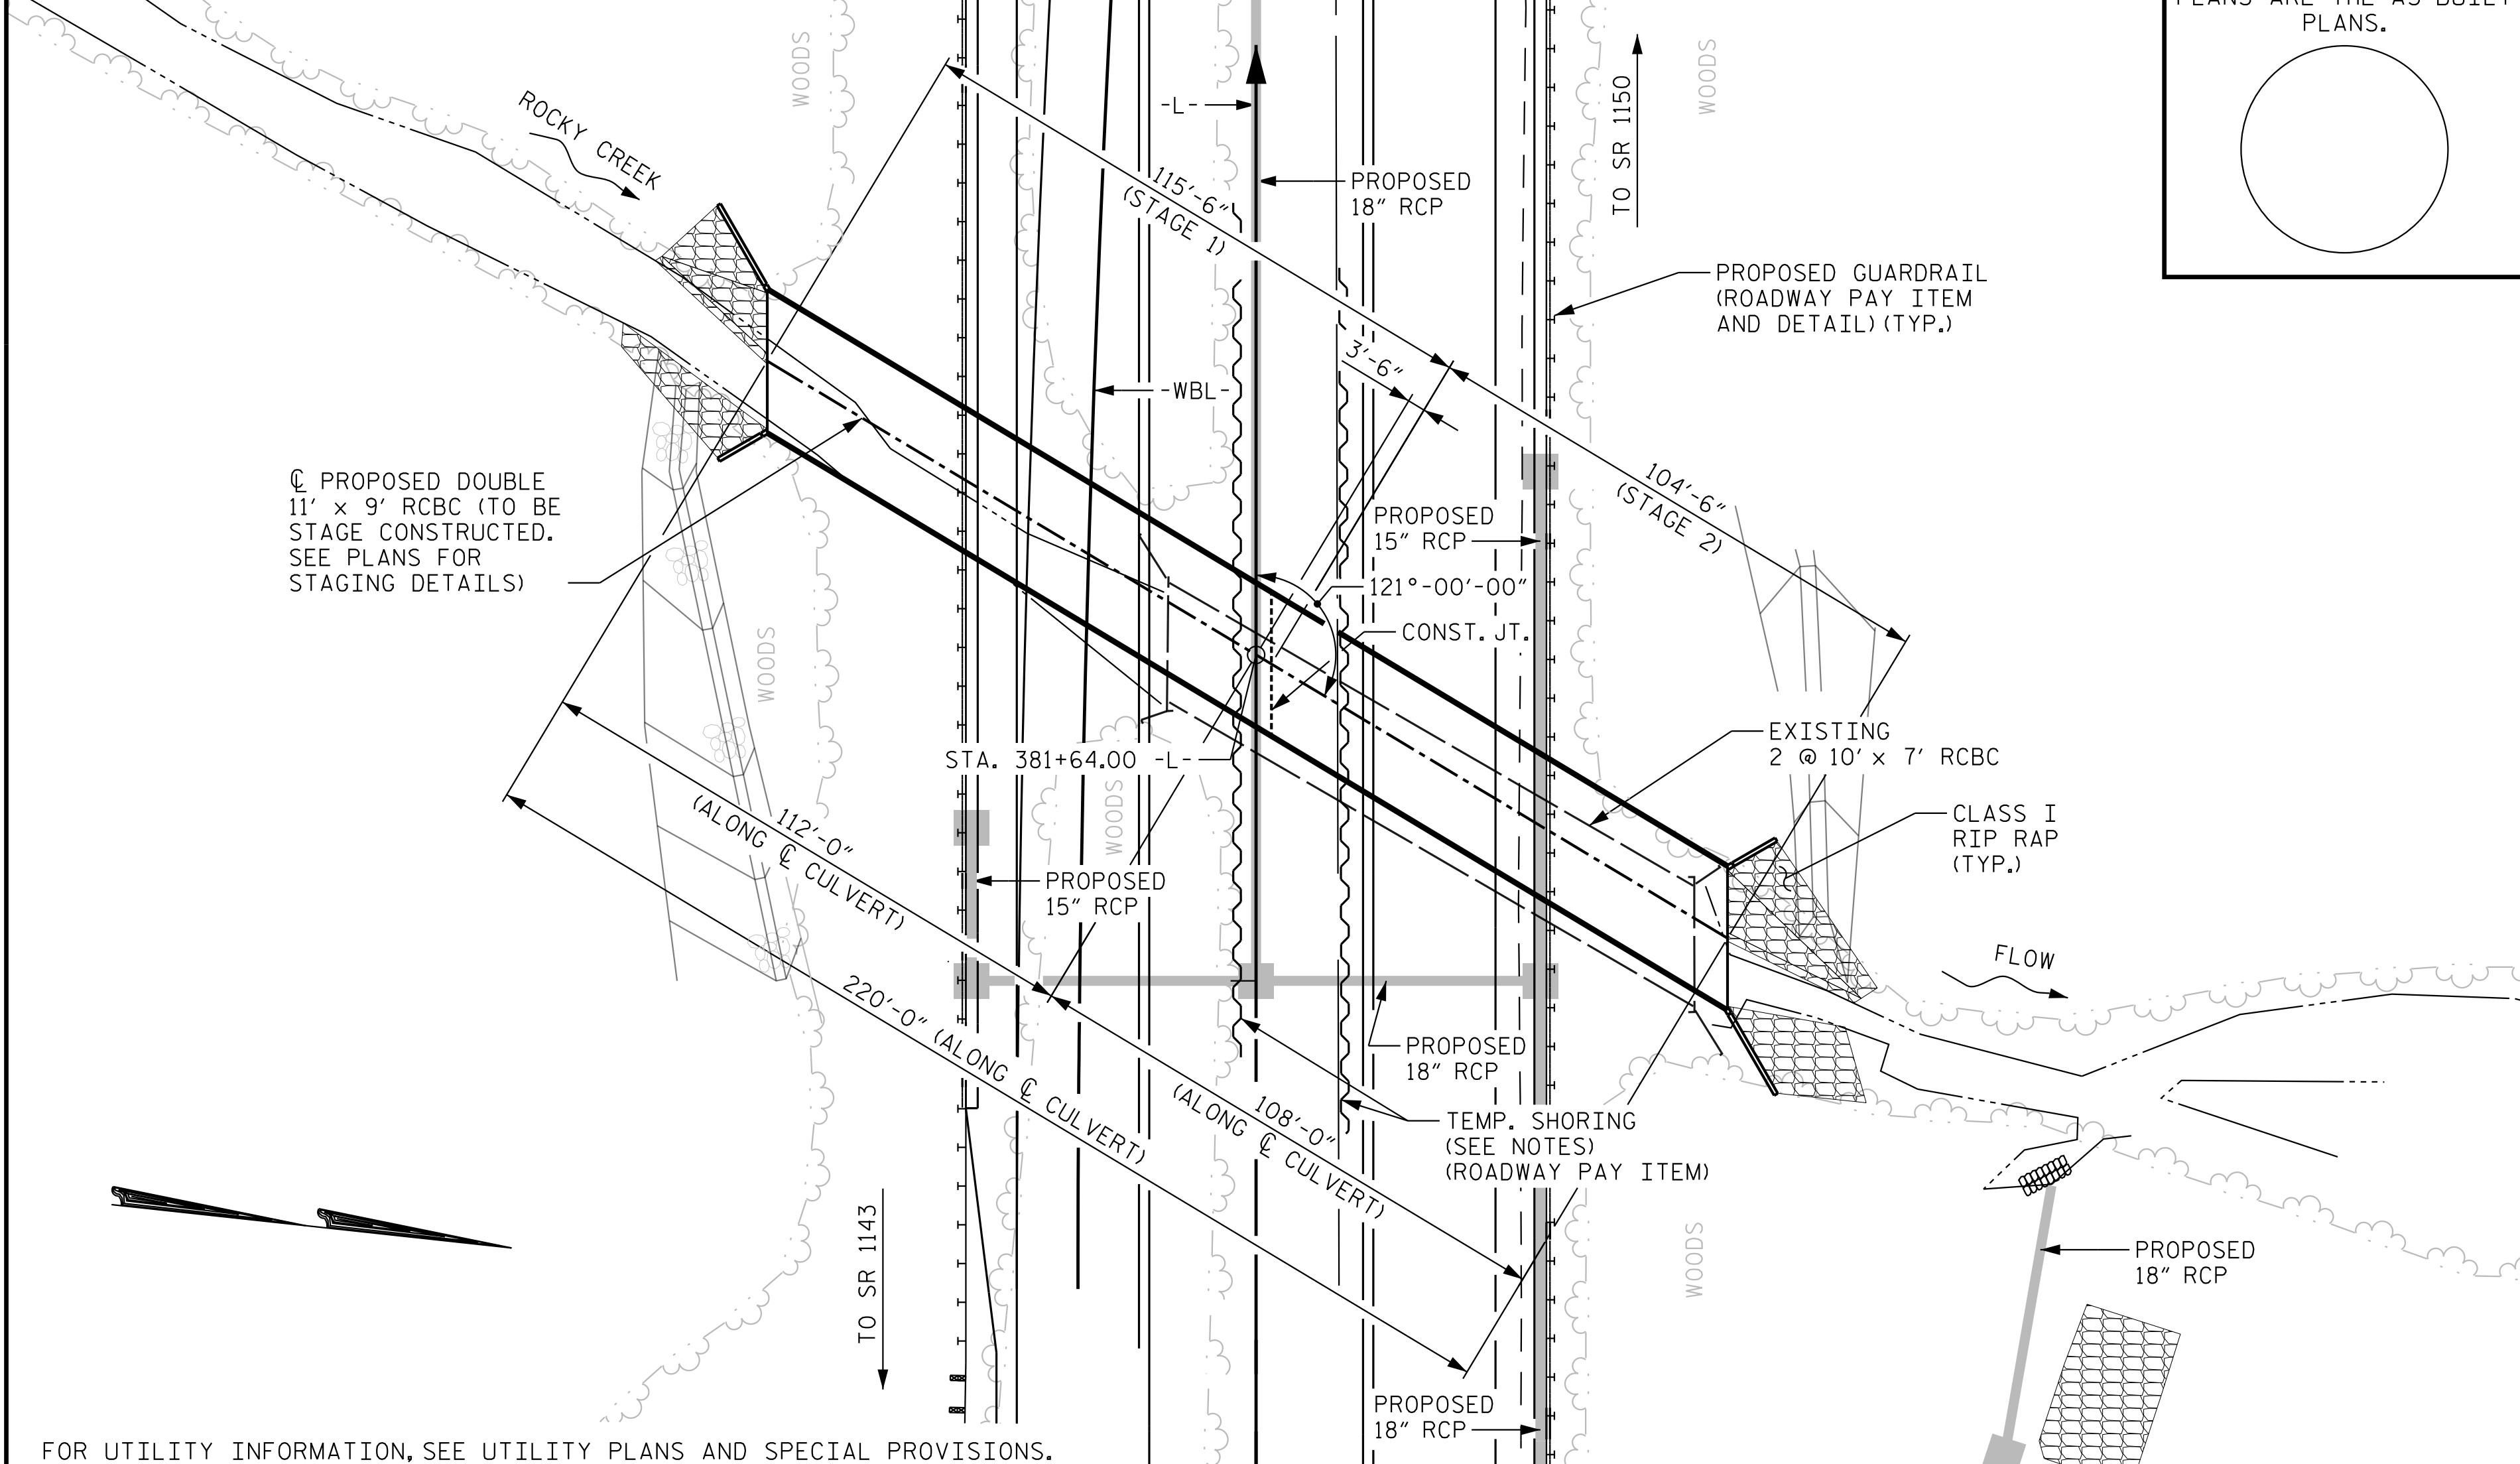 PLANS ARE THE AS BUILT
PLANS.
WOODS
WOODS
ROCKY CREEK
-L-
TO SR 1150
115'-6"
(STAGE 1)
PROPOSED
18" RCP
PROPOSED GUARDRAIL
(ROADWAY PAY ITEM
AND DETAIL)(TYP.)
3'-6"
-WBL-
℄ PROPOSED DOUBLE
11' x 9' RCBC (TO BE
STAGE CONSTRUCTED.
SEE PLANS FOR
STAGING DETAILS)
104'-6"
(STAGE 2)
PROPOSED
15" RCP
121°-00'-00"
CONST. JT.
WOODS
STA. 381+64.00 -L-
EXISTING
2 @ 10' x 7' RCBC
WOODS
CLASS I
RIP RAP
(TYP.)
112'-0"
(ALONG ℄ CULVERT)
PROPOSED
15" RCP
FLOW
220'-0" (ALONG ℄ CULVERT)
PROPOSED
18" RCP
108'-0"
(ALONG ℄ CULVERT)
TEMP. SHORING
(SEE NOTES)
(ROADWAY PAY ITEM)
TO SR 1143
WOODS
PROPOSED
18" RCP
PROPOSED
18" RCP
FOR UTILITY INFORMATION, SEE UTILITY PLANS AND SPECIAL PROVISIONS.